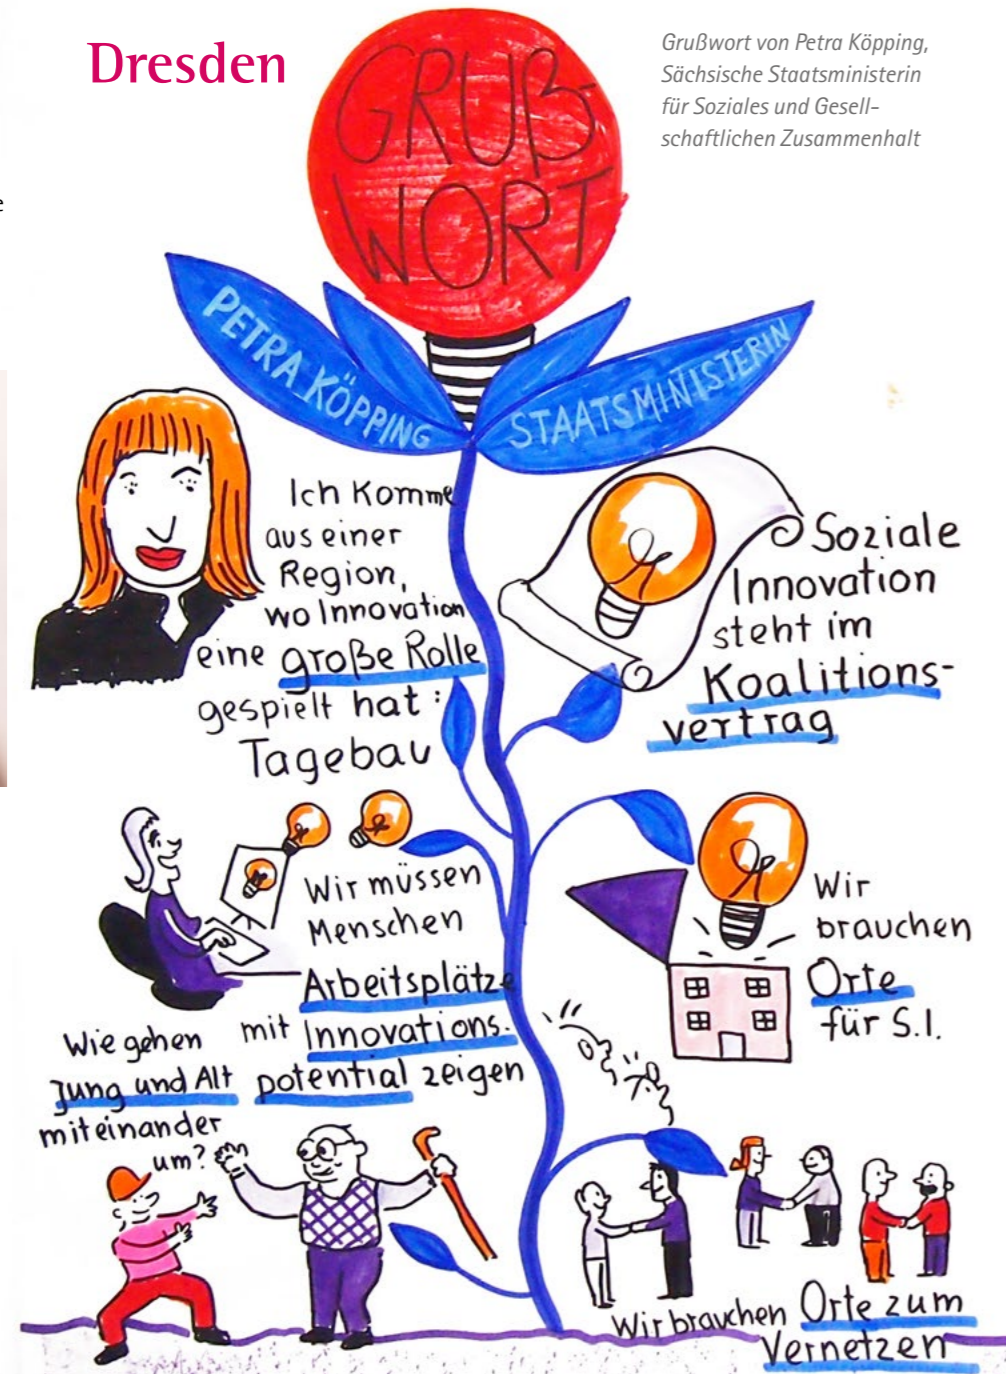 Dresden
Grußwort von Petra Köpping,
Sächsische Staatsministerin
für Soziales und Gesell-
schaftlichen Zusammenhalt
GRUß-
WORT
PETRA KÖPPING
STAATSMINISTERIN
Ich komme
aus einer
Region,
wo Innovation
eine große Rolle
gespielt hat:
Tagebau
Soziale
Innovation
steht im
Koalitions-
vertrag
Wir müssen
Menschen
Arbeitsplätze
mit Innovations-
potential zeigen
Wir
brauchen
Orte
für S.I.
Wie gehen
Jung und Alt
miteinander
um?
Wir brauchen Orte zum
Vernetzen